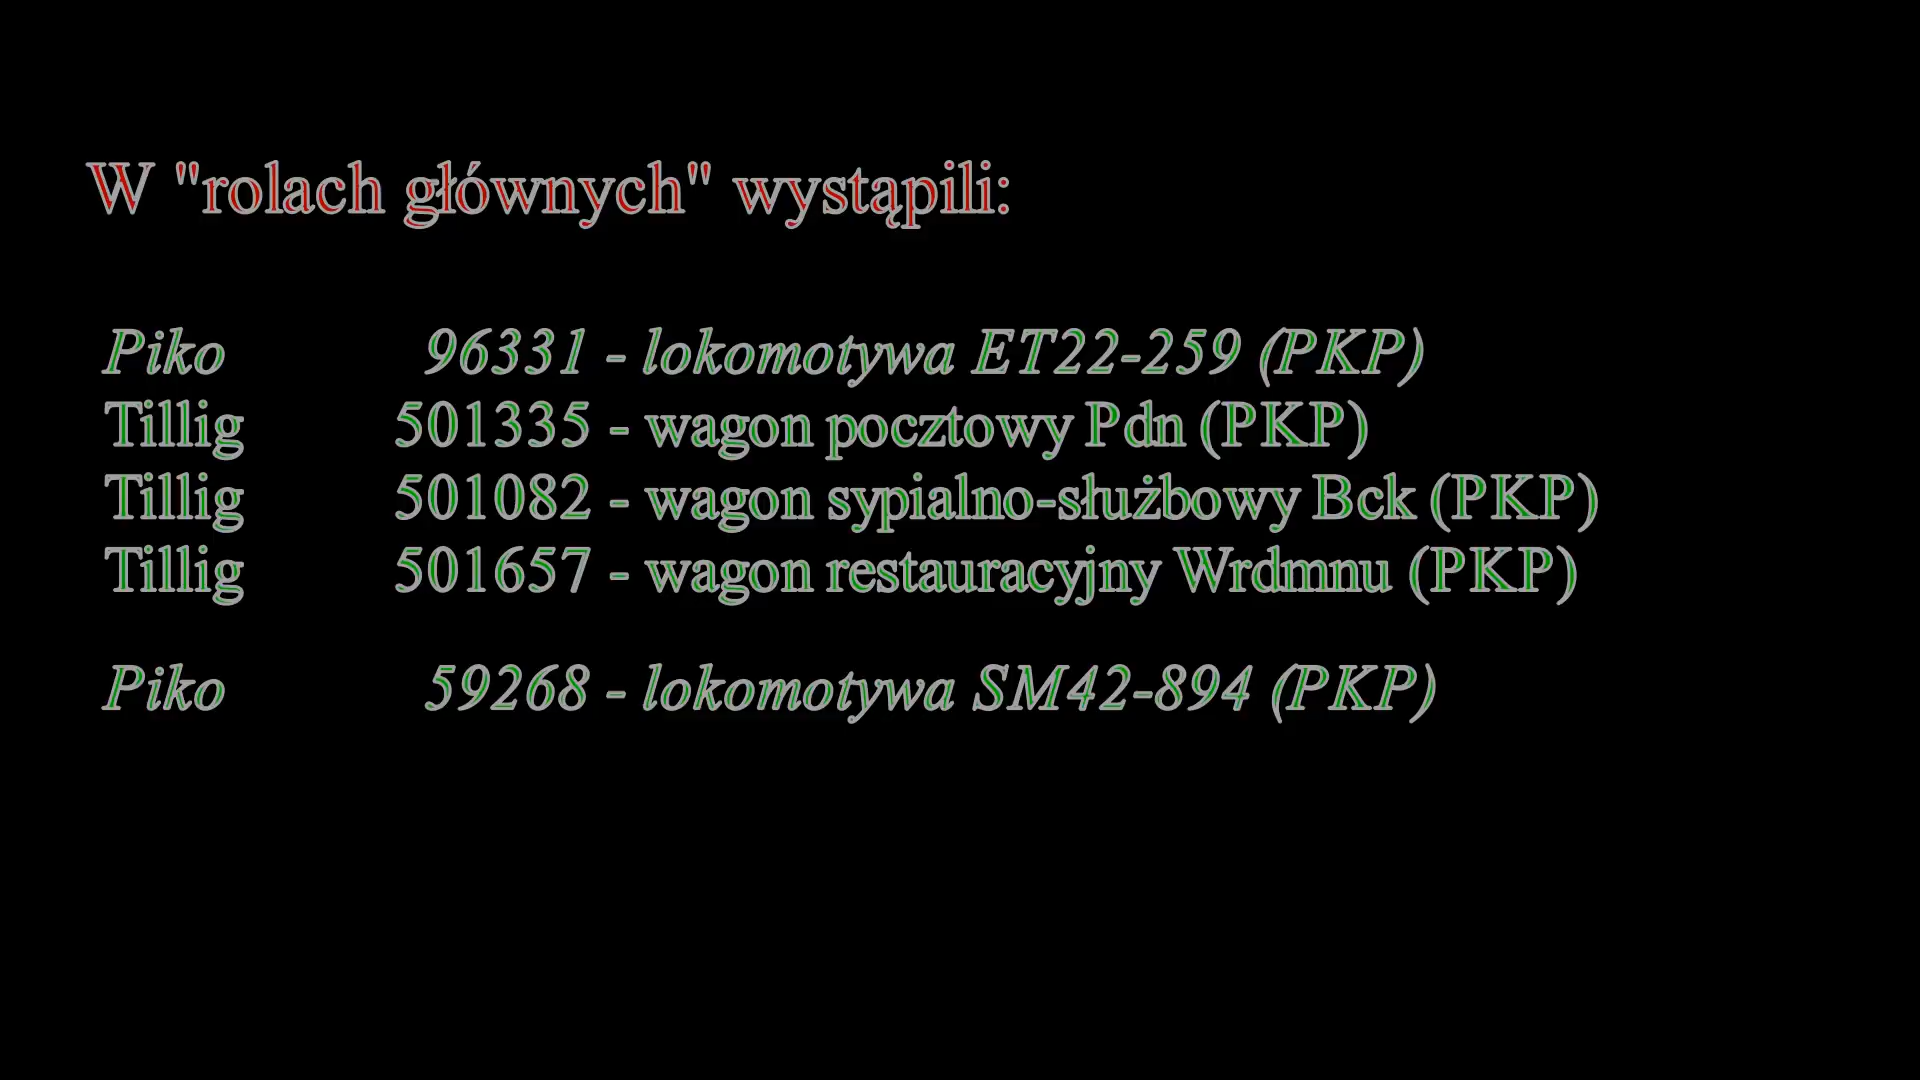 W "rolach głównych" wystąpili:
Piko 96331 - lokomotywa ET22-259 (PKP)
Tillig 501335 - wagon pocztowy Pdn (PKP)
Tillig 501082 - wagon sypialno-służbowy Bck (PKP)
Tillig 501657 - wagon restauracyjny Wrdmnu (PKP)
Piko 59268 - lokomotywa SM42-894 (PKP)